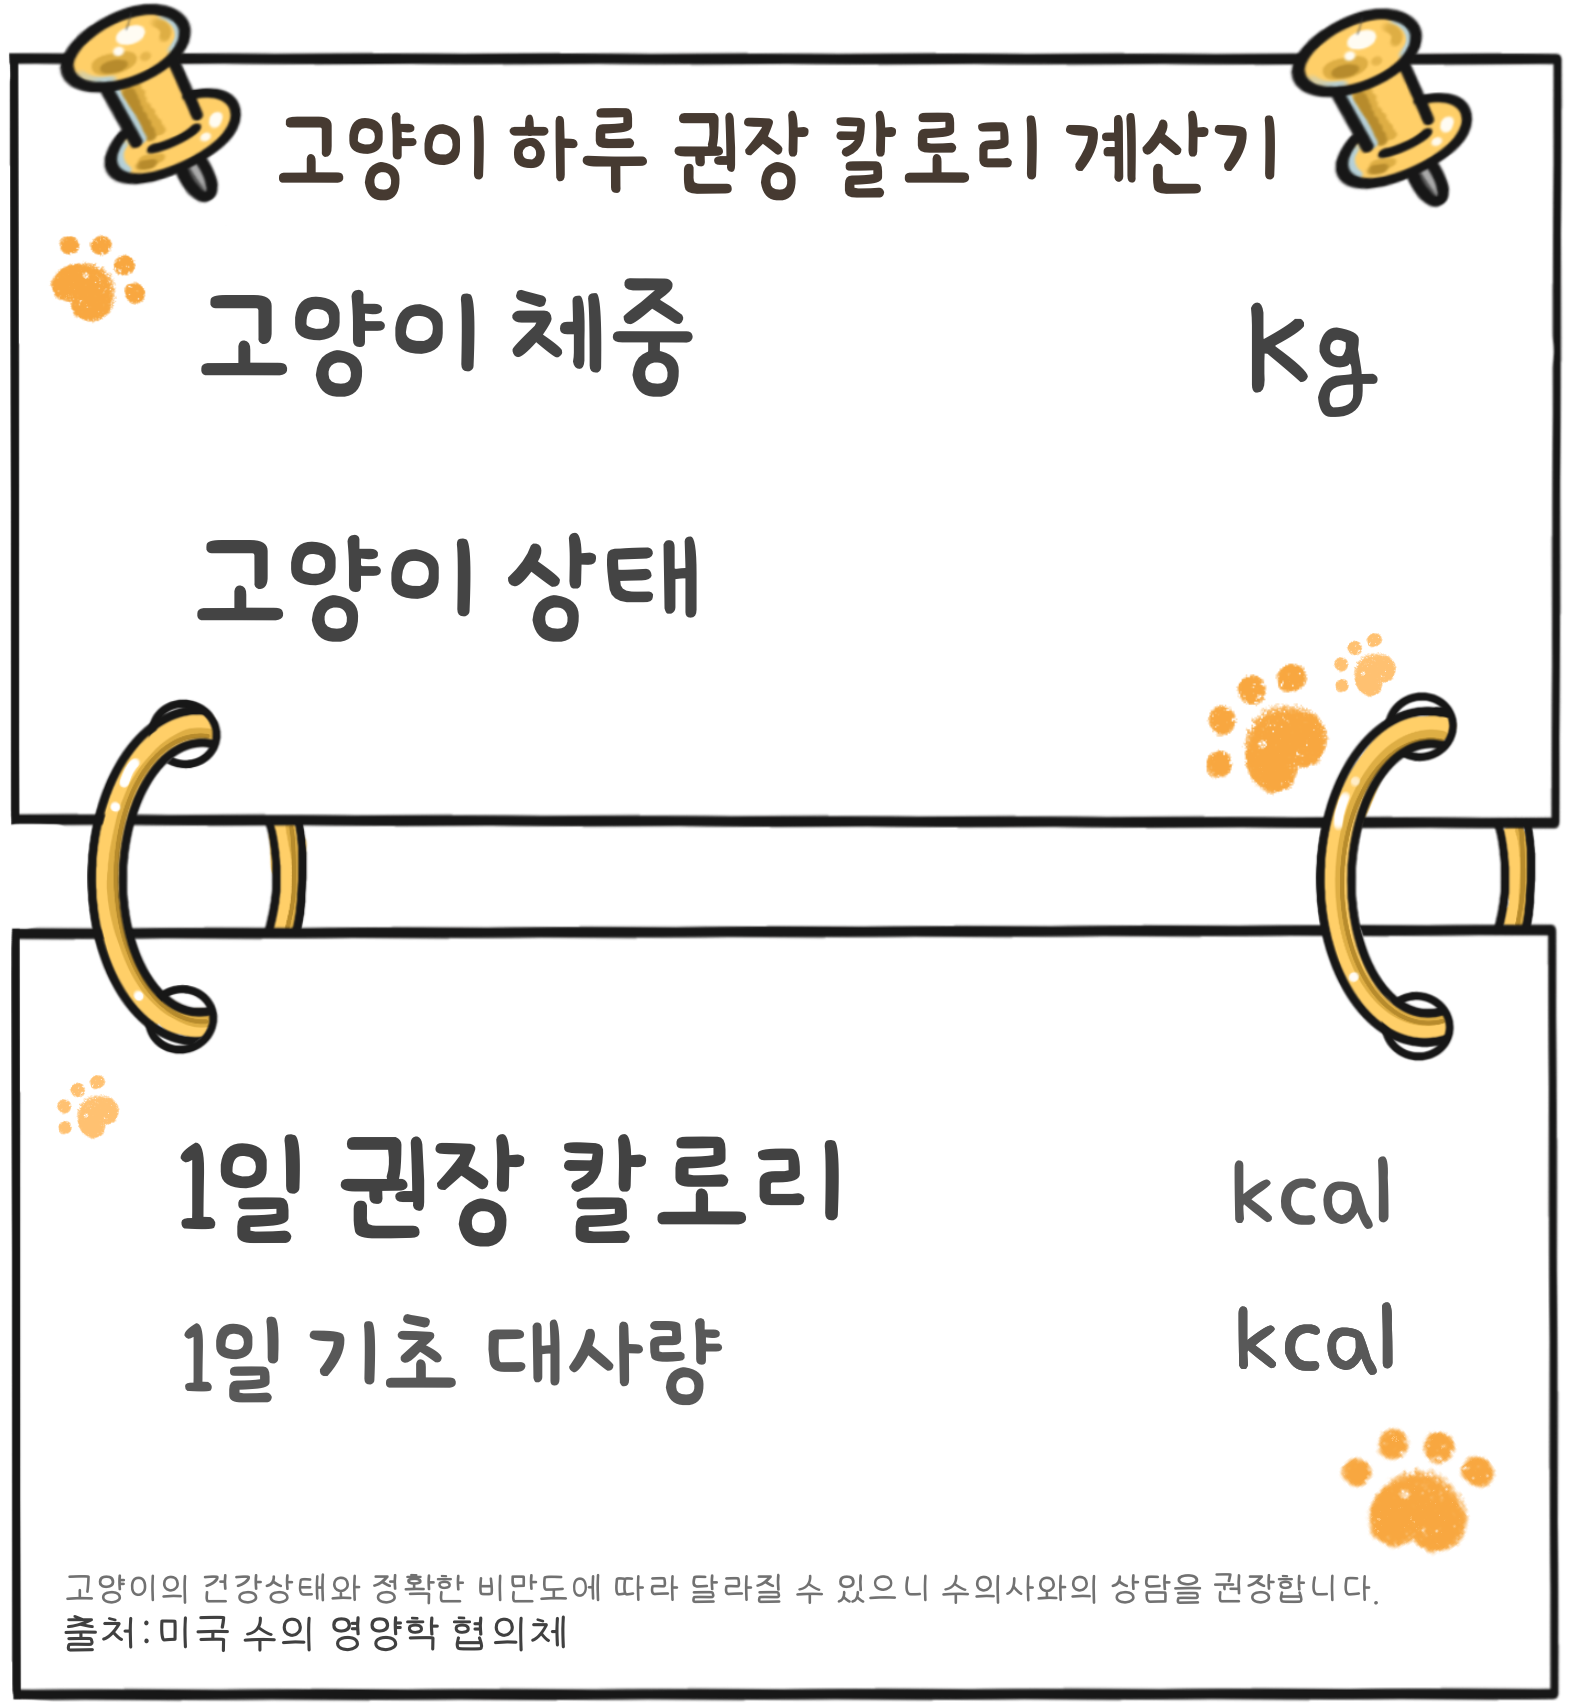 고양이 하루 권장 칼로리 계산기
고양이 체중 kg
고양이 상태
1일 권장 칼로리 kcal
1일 기초 대사량 kcal
고양이의 건강상태와 정확한 비만도에 따라 달라질 수 있으니 수의사와의 상담을 권장합니다.
출처:미국 수의 영양학 협의체